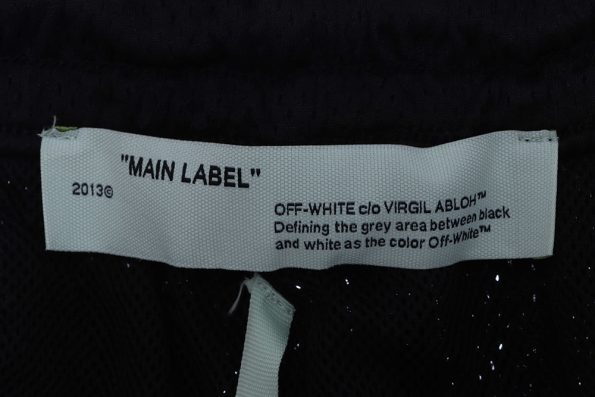 "MAIN LABEL"
2013©
OFF-WHITE c/o VIRGIL ABLOH™
Defining the grey area between black
and white as the color Off-White™